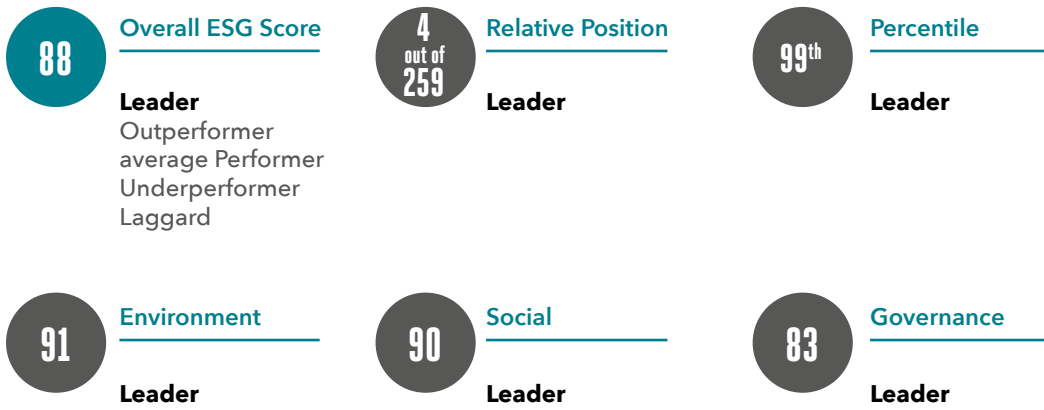 88
Overall ESG Score
Leader
Outperformer
average Performer
Underperformer
Laggard
4
out of
259
Relative Position
Leader
99th
Percentile
Leader
91
Environment
Leader
90
Social
Leader
83
Governance
Leader